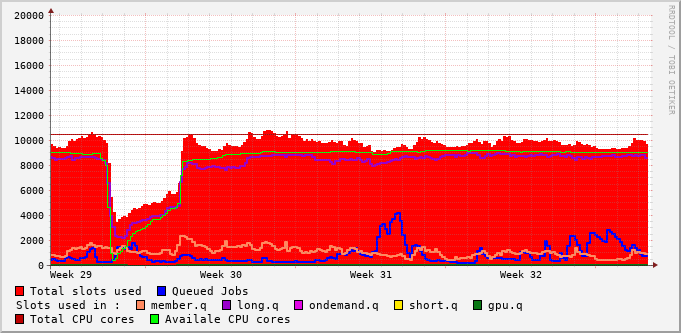 20000
18000
16000
14000
12000
10000
8000
6000
4000
2000
0
Week 29 Week 30 Week 31 Week 32
RRDTOOL / TOBI OETIKER
Total slots used Queued Jobs
Slots used in : member.q long.q ondemand.q short.q gpu.q
Total CPU cores Availale CPU cores